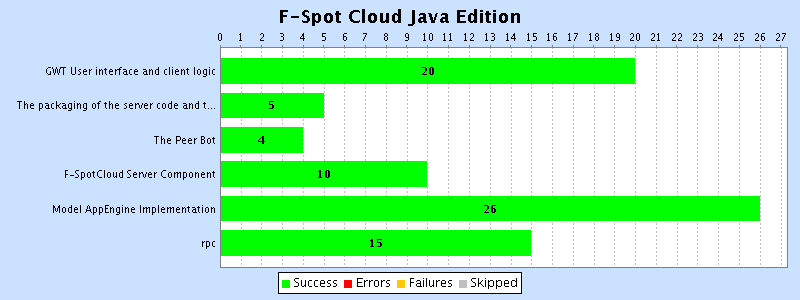 F-Spot Cloud Java Edition
0 1 2 3 4 5 6 7 8 9 10 11 12 13 14 15 16 17 18 19 20 21 22 23 24 25 26 27
GWT User interface and client logic 20
The packaging of the server code and t... 5
The Peer Bot 4
F-SpotCloud Server Component 10
Model AppEngine Implementation 26
rpc 15
Success Errors Failures Skipped